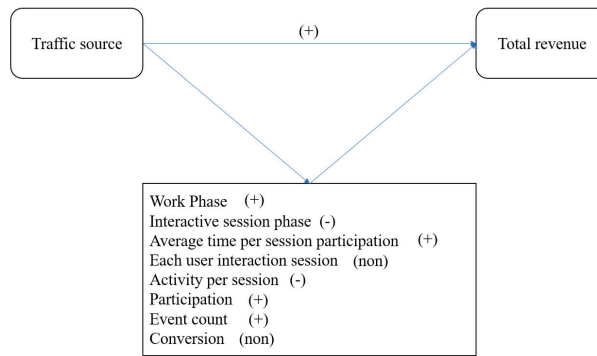 (+)
Traffic source
Total revenue
Work Phase (+)
Interactive session phase (-)
Average time per session participation (+)
Each user interaction session (non)
Activity per session (-)
Participation (+)
Event count (+)
Conversion (non)